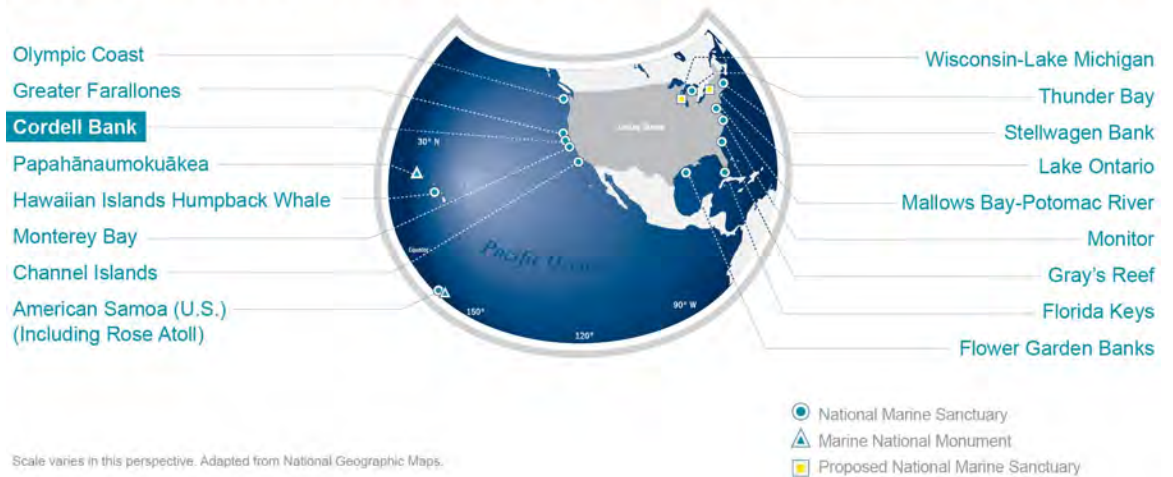 Olympic Coast
Greater Farallones
Cordell Bank
Papahānaumokuākea
Hawaiian Islands Humpback Whale
Monterey Bay
Channel Islands
American Samoa (U.S.)
(Including Rose Atoll)
30° N
Pacific Ocean
150°
120°
90° W
Wisconsin-Lake Michigan
Thunder Bay
Stellwagen Bank
Lake Ontario
Mallows Bay-Potomac River
Monitor
Gray's Reef
Florida Keys
Flower Garden Banks
National Marine Sanctuary
Marine National Monument
Proposed National Marine Sanctuary
Scale varies in this perspective. Adapted from National Geographic Maps.